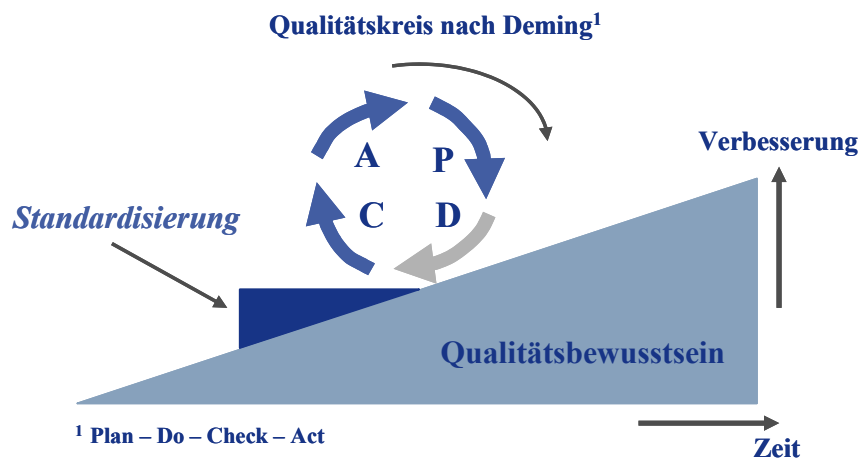 Qualitätskreis nach Deming¹
Verbesserung
A
P
Standardisierung
C
D
Qualitätsbewusstsein
¹ Plan – Do – Check – Act
Zeit